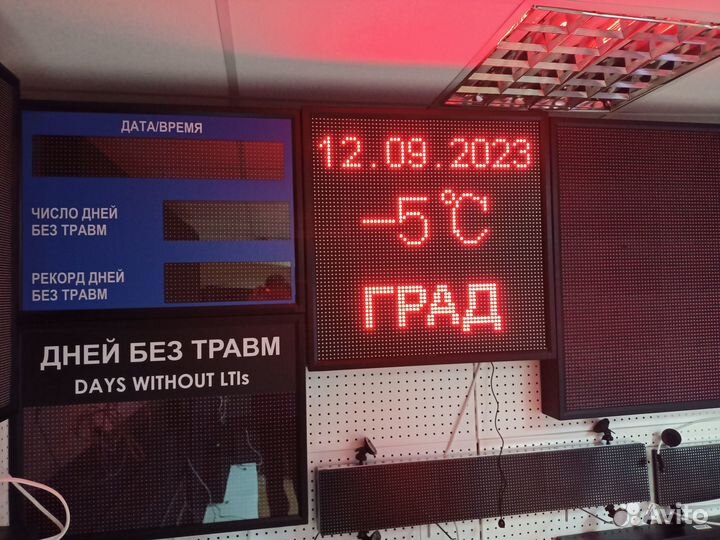 ДАТА/ВРЕМЯ
ЧИСЛО ДНЕЙ
БЕЗ ТРАВМ
РЕКОРД ДНЕЙ
БЕЗ ТРАВМ
ДНЕЙ БЕЗ ТРАВМ
DAYS WITHOUT LTIs
12.09.2023
-5°C
ГРАД
Avito